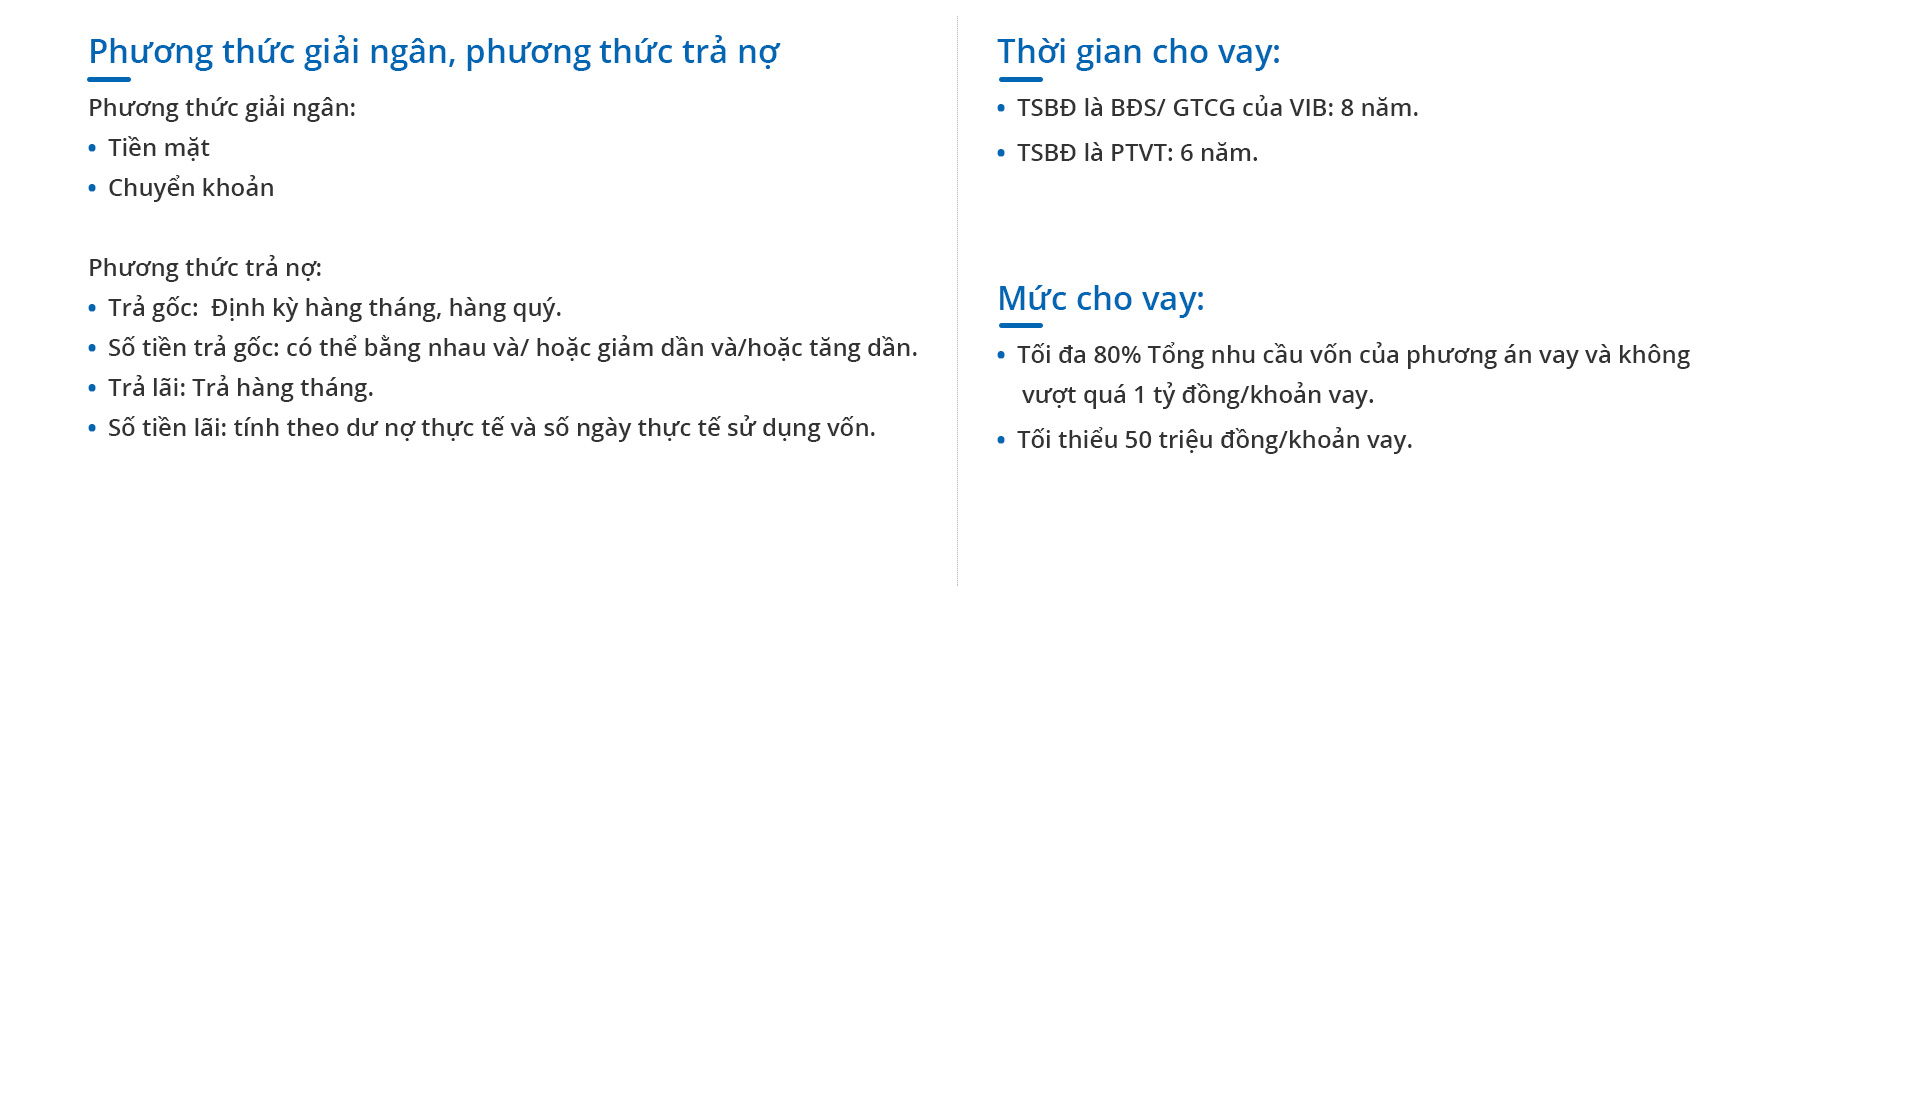 Phương thức giải ngân, phương thức trả nợ
Phương thức giải ngân:
• Tiền mặt
• Chuyển khoản
Phương thức trả nợ:
• Trả gốc: Định kỳ hàng tháng, hàng quý.
• Số tiền trả gốc: có thể bằng nhau và/ hoặc giảm dần và/hoặc tăng dần.
• Trả lãi: Trả hàng tháng.
• Số tiền lãi: tính theo dư nợ thực tế và số ngày thực tế sử dụng vốn.
Thời gian cho vay:
• TSBĐ là BĐS/ GTCG của VIB: 8 năm.
• TSBĐ là PTVT: 6 năm.
Mức cho vay:
• Tối đa 80% Tổng nhu cầu vốn của phương án vay và không
vượt quá 1 tỷ đồng/khoản vay.
• Tối thiểu 50 triệu đồng/khoản vay.